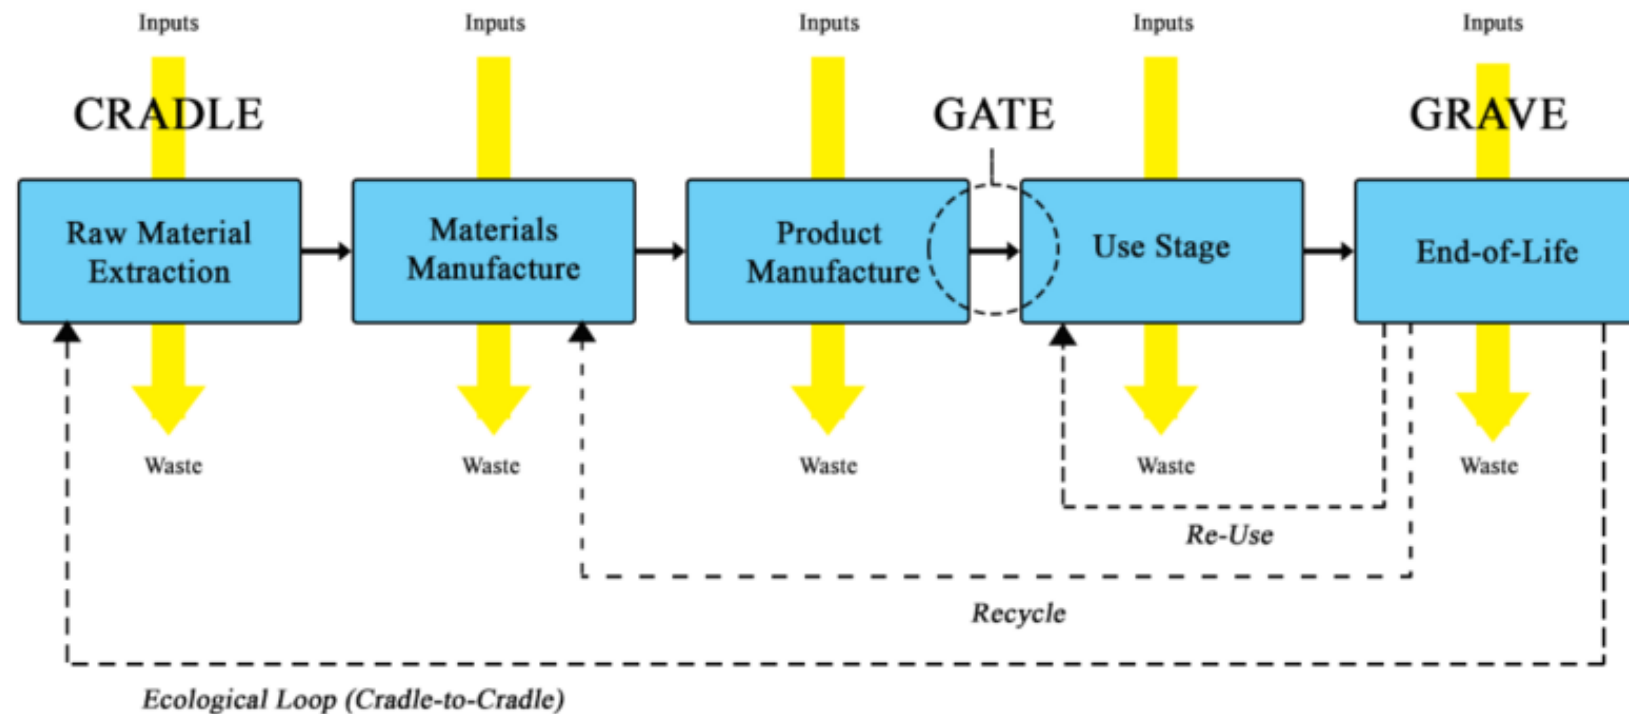 Inputs
Inputs
Inputs
Inputs
Inputs
CRADLE
GATE
GRAVE
Raw Material
Extraction
Materials
Manufacture
Product
Manufacture
Use Stage
End-of-Life
Waste
Waste
Waste
Waste
Waste
Re-Use
Recycle
Ecological Loop (Cradle-to-Cradle)